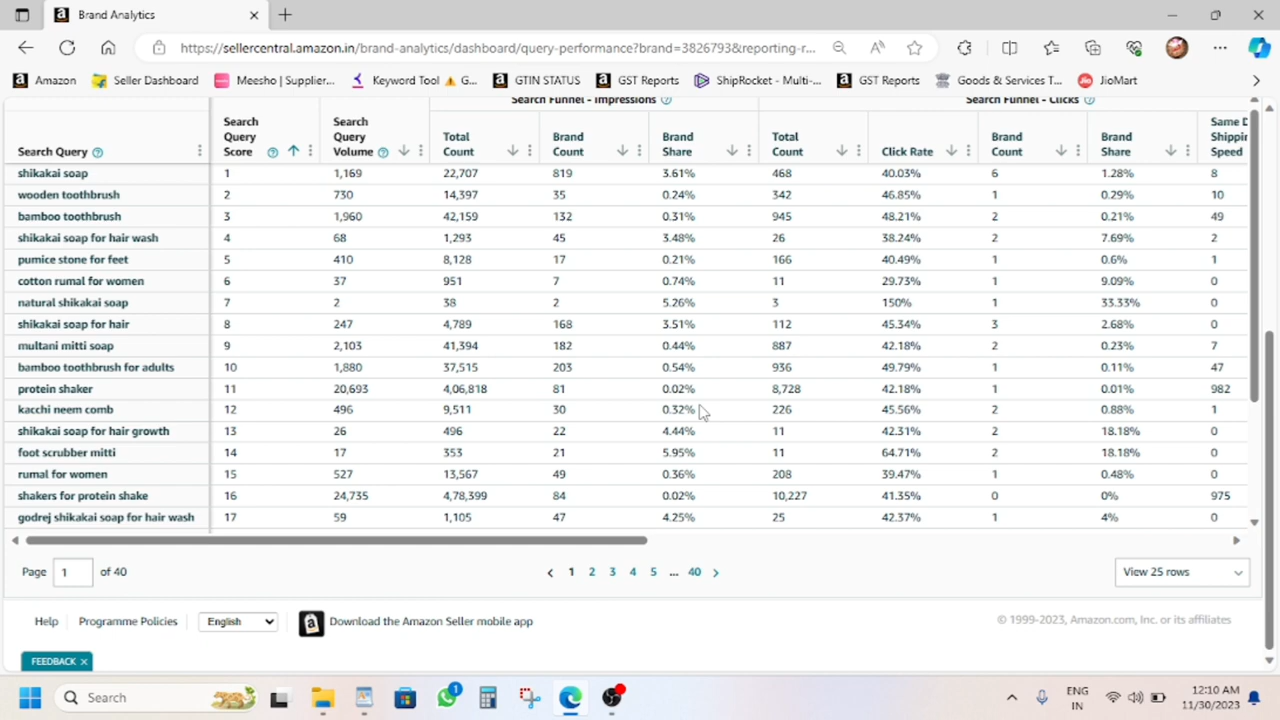 Brand Analytics
https://sellercentral.amazon.in/brand-analytics/dashboard/query-performance?brand=3826793&reporting-r...
Amazon Seller Dashboard Meesho | Supplier... Keyword Tool G... GTIN STATUS GST Reports ShipRocket - Multi-... GST Reports Goods & Services T... JioMart
Search Funnel - Impressions Search Funnel - Clicks
Search Query Search Query Score Search Query Volume Total Count Brand Count Brand Share Total Count Click Rate Brand Count Brand Share Same D Shipping Speed
shikakai soap 1 1,169 22,707 819 3.61% 468 40.03% 6 1.28% 8
wooden toothbrush 2 730 14,397 35 0.24% 342 46.85% 1 0.29% 10
bamboo toothbrush 3 1,960 42,159 132 0.31% 945 48.21% 2 0.21% 49
shikakai soap for hair wash 4 68 1,293 45 3.48% 26 38.24% 2 7.69% 2
pumice stone for feet 5 410 8,128 17 0.21% 166 40.49% 1 0.6% 1
cotton rumal for women 6 37 951 7 0.74% 11 29.73% 1 9.09% 0
natural shikakai soap 7 2 38 2 5.26% 3 150% 1 33.33% 0
shikakai soap for hair 8 247 4,789 168 3.51% 112 45.34% 3 2.68% 0
multani mitti soap 9 2,103 41,394 182 0.44% 887 42.18% 2 0.23% 7
bamboo toothbrush for adults 10 1,880 37,515 203 0.54% 936 49.79% 1 0.11% 47
protein shaker 11 20,693 4,06,818 81 0.02% 8,728 42.18% 1 0.01% 982
kacchi neem comb 12 496 9,511 30 0.32% 226 45.56% 2 0.88% 1
shikakai soap for hair growth 13 26 496 22 4.44% 11 42.31% 2 18.18% 0
foot scrubber mitti 14 17 353 21 5.95% 11 64.71% 2 18.18% 0
rumal for women 15 527 13,567 49 0.36% 208 39.47% 1 0.48% 0
shakers for protein shake 16 24,735 4,78,399 84 0.02% 10,227 41.35% 0 0% 975
godrej shikakai soap for hair wash 17 59 1,105 47 4.25% 25 42.37% 1 4% 0
Page 1 of 40 1 2 3 4 5 ... 40 View 25 rows
Help Programme Policies English Download the Amazon Seller mobile app © 1999-2023, Amazon.com, Inc. or its affiliates
FEEDBACK
Search 1 ENG IN 12:10 AM 11/30/2023